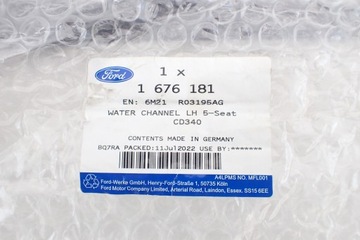 Ford
1 x
1 676 181
EN: 6M21 R03195AG
WATER CHANNEL LH 5-Seat
CD340
CONTENTS MADE IN GERMANY
8Q7RA PACKED:11Jul2022 USE BY:*******
A4LPMS NO. MFL001
Ford-Werke GmbH, Henry-Ford-Straße 1, 50735 Köln
Ford Motor Company Limited, Arterial Road, Laindon, Essex, SS15 6EE